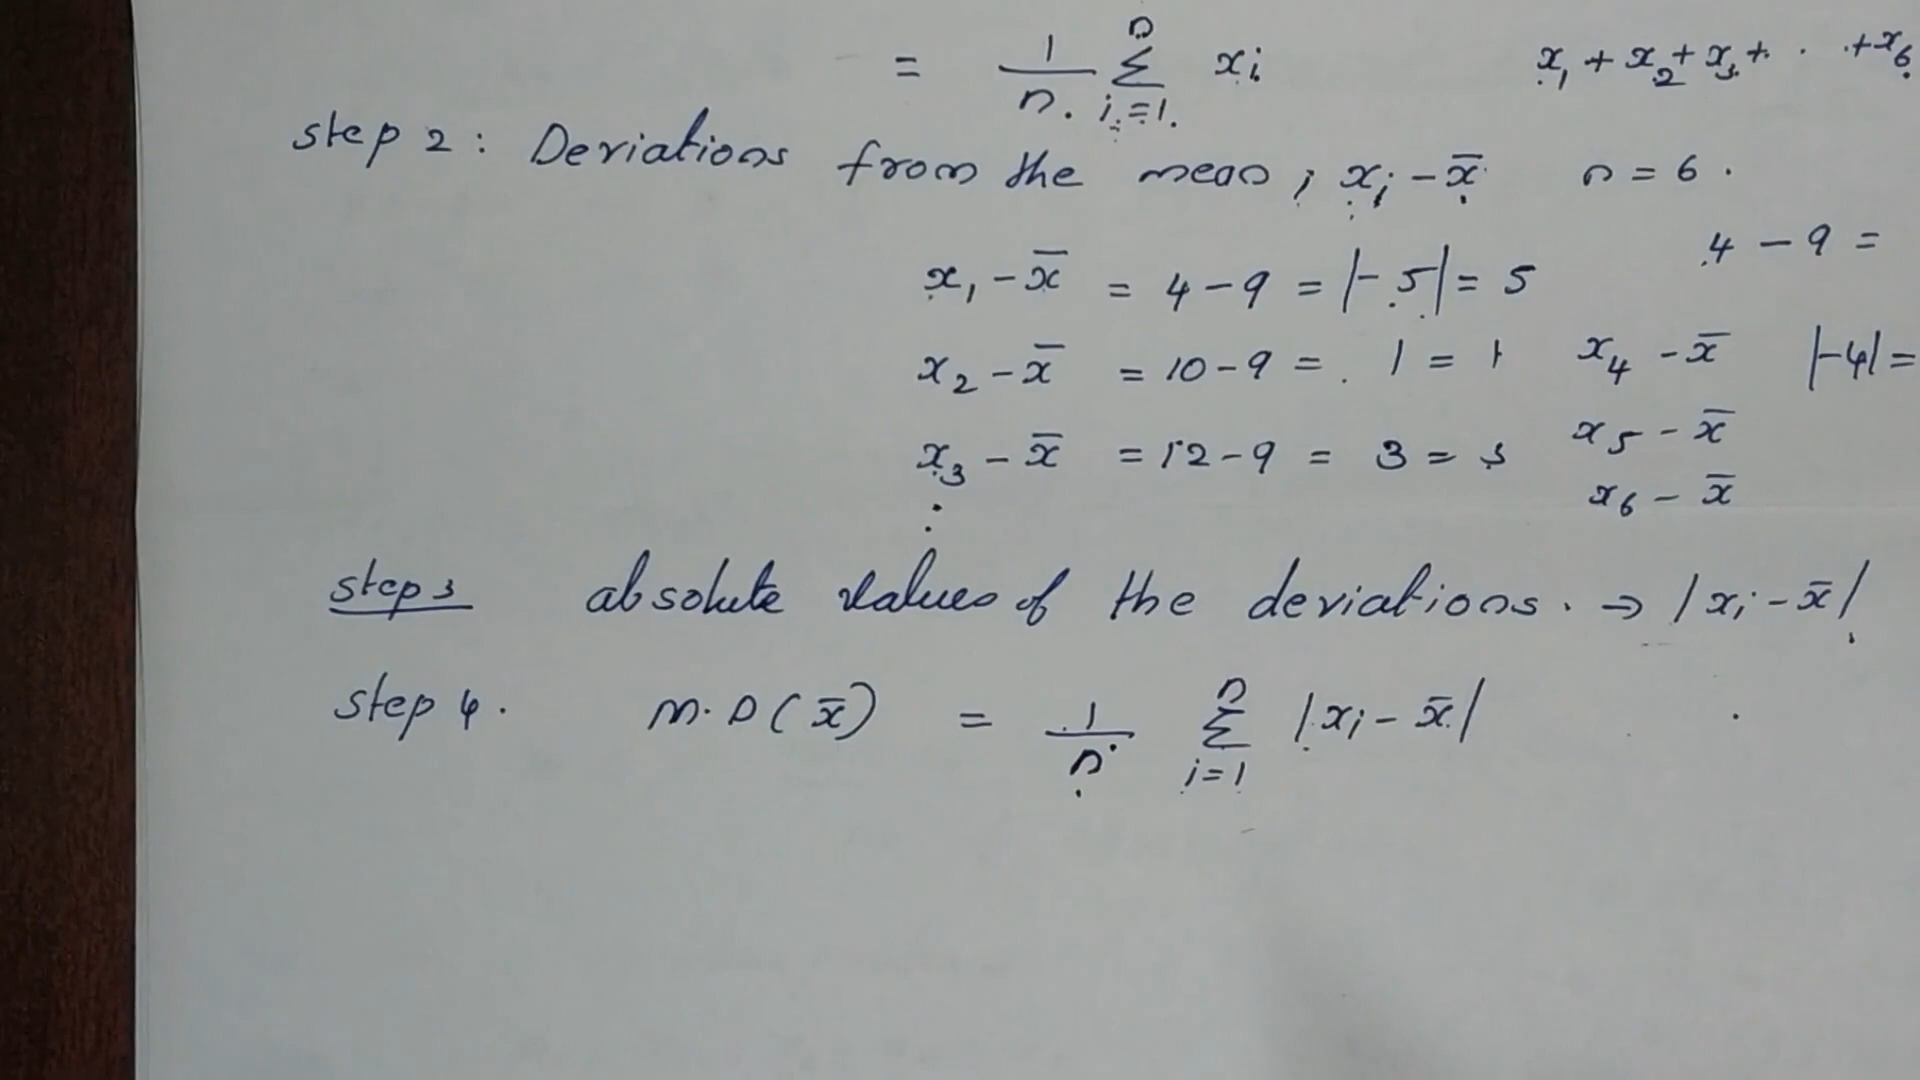 = 1/n. Σ i=1 n xi   x1 + x2 + x3 + . . + x6
step 2 : Deviations from the mean , xi - x̄   n = 6 .
4 - 9 =
x1 - x̄ = 4 - 9 = |-5| = 5
x2 - x̄ = 10 - 9 = 1 = 1   x4 - x̄   |-4| =
x3 - x̄ = 12 - 9 = 3 = 3   x5 - x̄
⋮   x6 - x̄
step 3 absolute values of the deviations. → |xi - x̄|
step 4. M.D(x̄) = 1/n Σ i=1 n |xi - x̄|